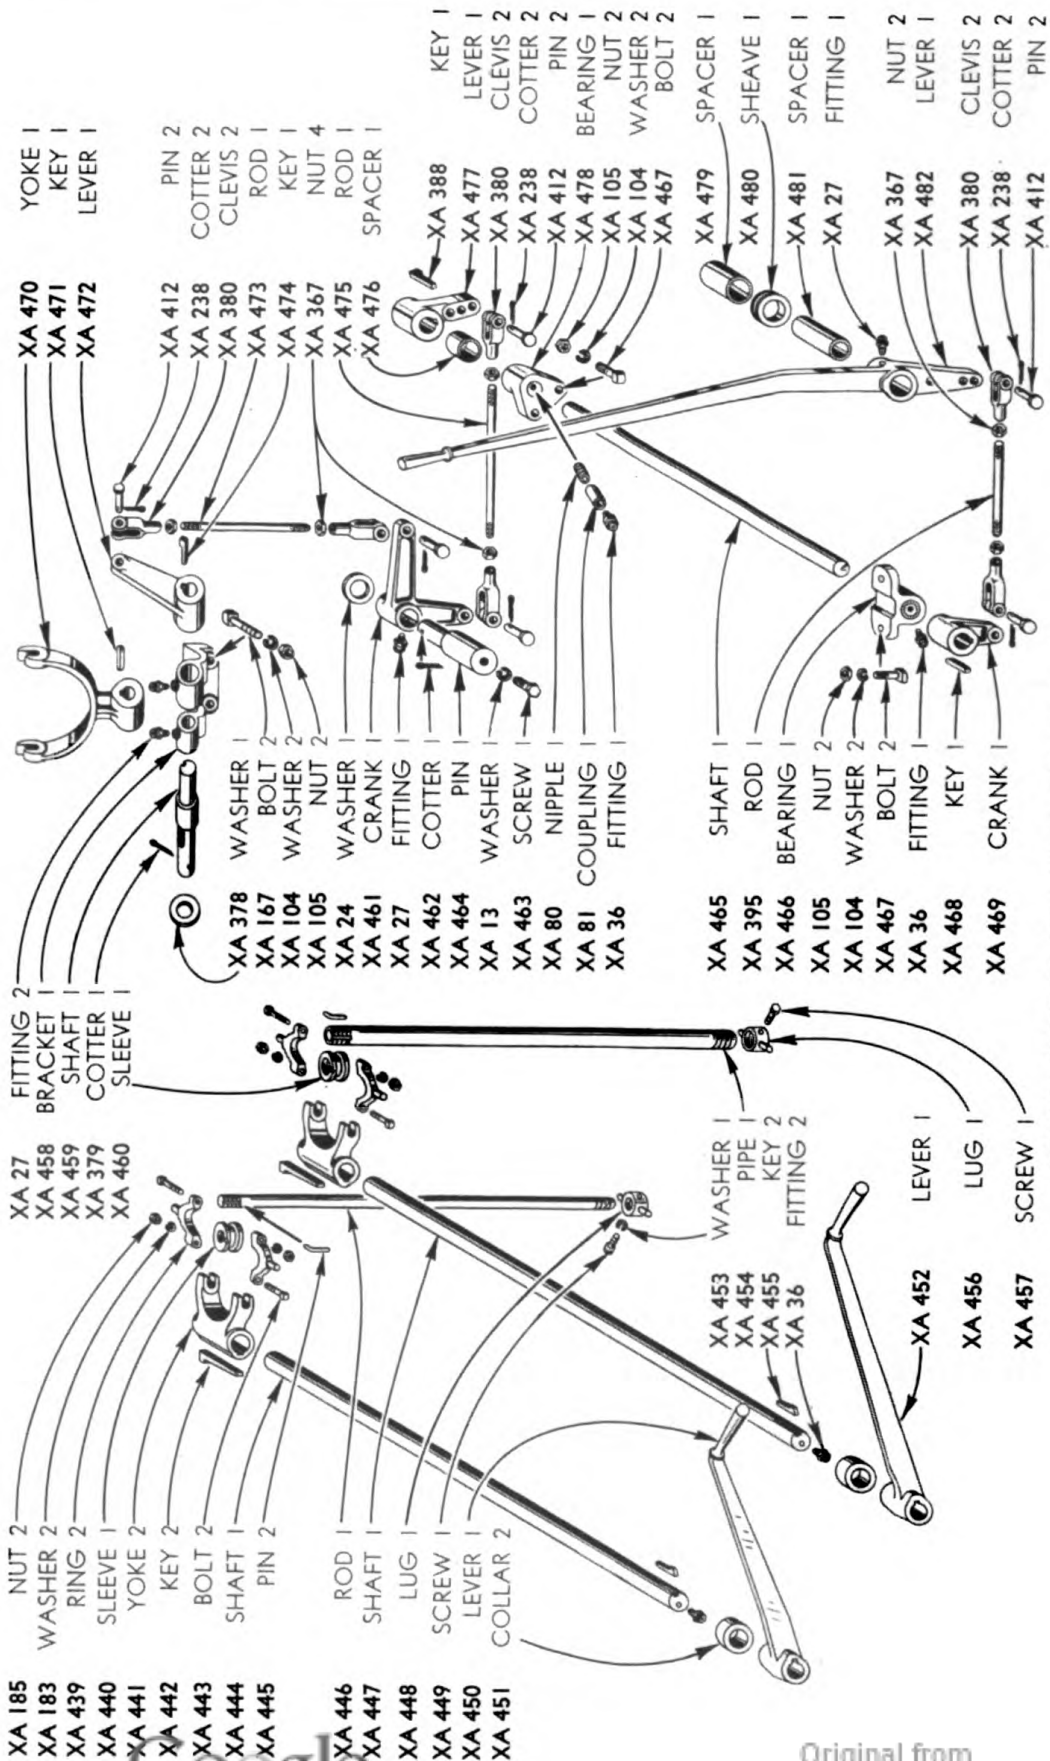 XA 185 NUT 2
XA 183 WASHER 2
XA 439 RING 2
XA 440 SLEEVE 1
XA 441 YOKE 2
XA 442 KEY 2
XA 443 BOLT 2
XA 444 SHAFT 1
XA 445 PIN 2
XA 446 ROD 1
XA 447 SHAFT 1
XA 448 LUG 1
XA 449 SCREW 1
XA 450 LEVER 1
XA 451 COLLAR 2
XA 27 FITTING 2
XA 458 BRACKET 1
XA 459 SHAFT 1
XA 379 COTTER 1
XA 460 SLEEVE 1
XA 453 WASHER 1
XA 454 PIPE 1
XA 455 KEY 2
XA 36 FITTING 2
XA 452 LEVER 1
XA 456 LUG 1
XA 457 SCREW 1
XA 378 WASHER 1
XA 167 BOLT 2
XA 104 WASHER 2
XA 105 NUT 2
XA 24 WASHER 1
XA 461 CRANK 1
XA 27 FITTING 1
XA 462 COTTER 1
XA 464 PIN 1
XA 13 WASHER 1
XA 463 SCREW 1
XA 80 NIPPLE 1
XA 81 COUPLING 1
XA 36 FITTING 1
XA 465 SHAFT 1
XA 395 ROD 1
XA 466 BEARING 1
XA 105 NUT 2
XA 104 WASHER 2
XA 467 BOLT 2
XA 36 FITTING 1
XA 468 KEY 1
XA 469 CRANK 1
XA 470 YOKE 1
XA 471 KEY 1
XA 472 LEVER 1
XA 412 PIN 2
XA 238 COTTER 2
XA 380 CLEVIS 2
XA 473 ROD 1
XA 474 KEY 1
XA 367 NUT 4
XA 475 ROD 1
XA 476 SPACER 1
XA 388 KEY 1
XA 477 LEVER 1
XA 380 CLEVIS 2
XA 238 COTTER 2
XA 412 PIN 2
XA 478 BEARING 1
XA 105 NUT 2
XA 104 WASHER 2
XA 467 BOLT 2
XA 479 SPACER 1
XA 480 SHEAVE 1
XA 481 SPACER 1
XA 27 FITTING 1
XA 367 NUT 2
XA 482 LEVER 1
XA 380 CLEVIS 2
XA 238 COTTER 2
XA 412 PIN 2
Google
Original from